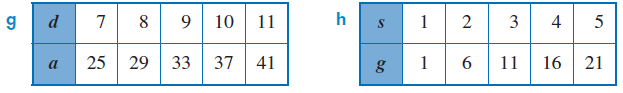 g d 7 8 9 10 11 h s 1 2 3 4 5
a 25 29 33 37 41 g 1 6 11 16 21